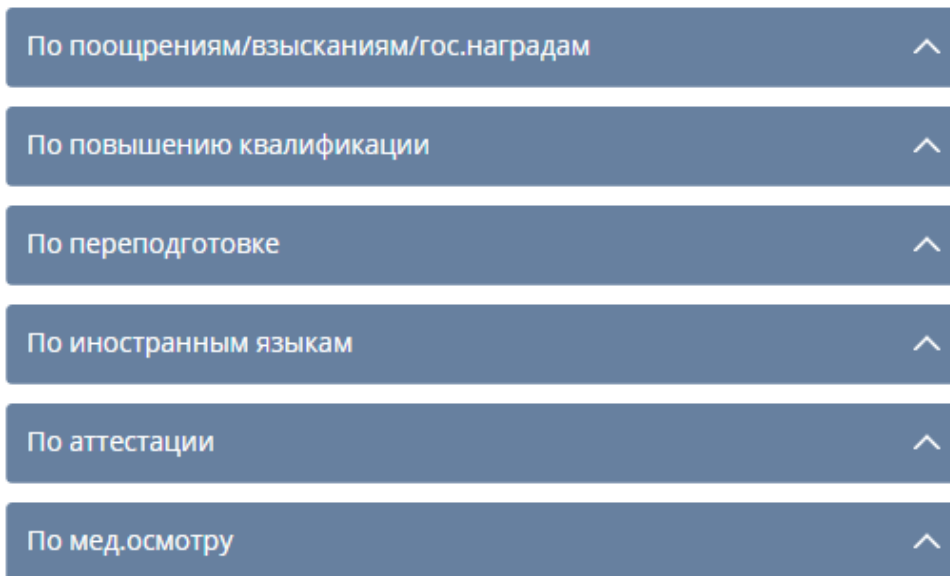 По поощрениям/взысканиям/гос.наградам
По повышению квалификации
По переподготовке
По иностранным языкам
По аттестации
По мед.осмотру